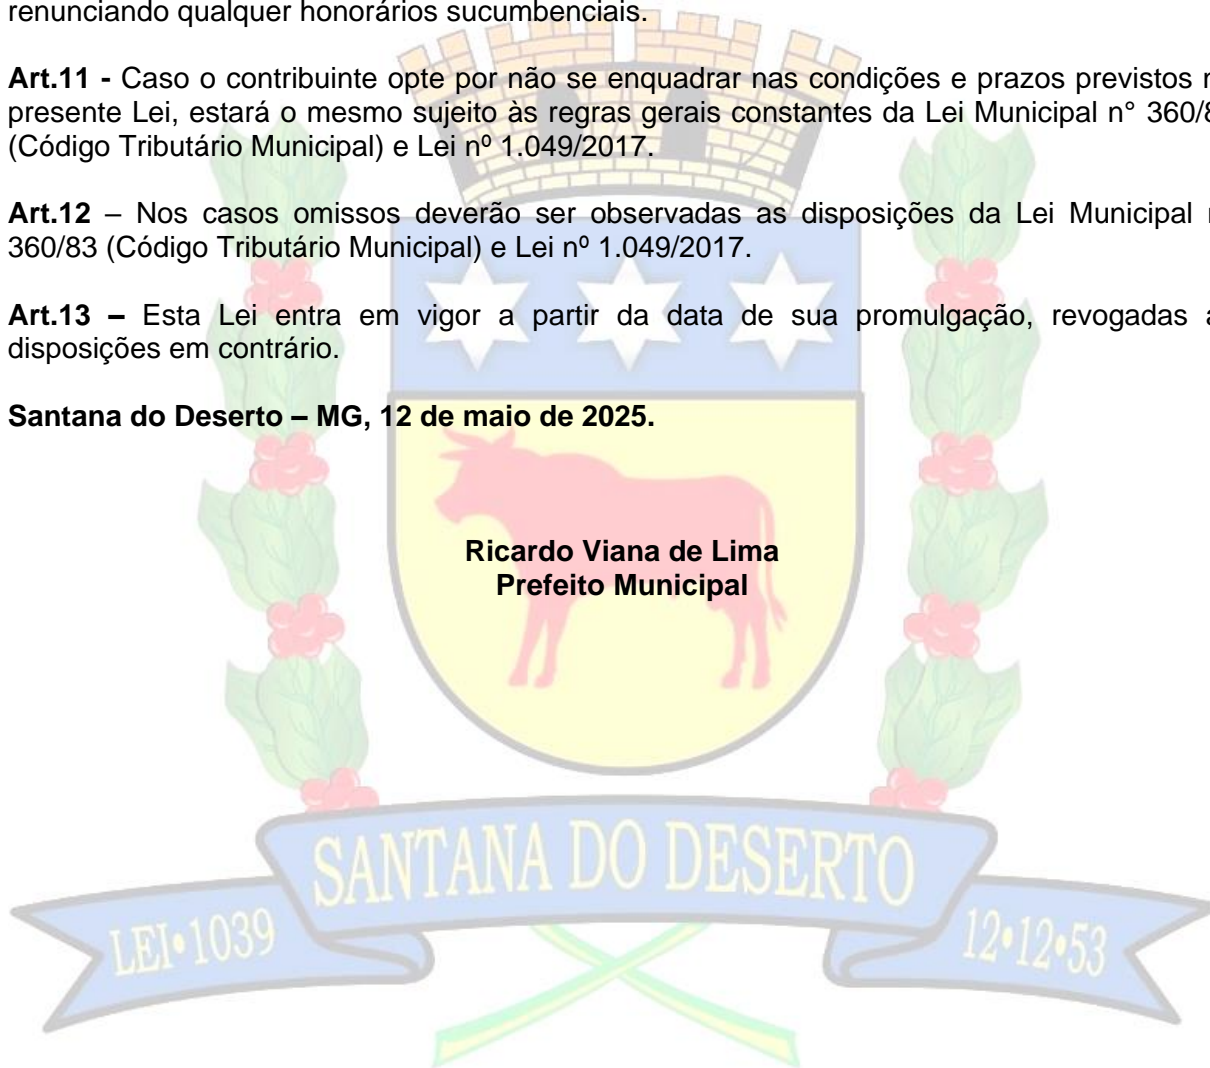 renunciando qualquer honorários sucumbenciais.
Art.11 - Caso o contribuinte opte por não se enquadrar nas condições e prazos previstos
presente Lei, estará o mesmo sujeito às regras gerais constantes da Lei Municipal n° 360/8
(Código Tributário Municipal) e Lei nº 1.049/2017.
Art.12 – Nos casos omissos deverão ser observadas as disposições da Lei Municipal
360/83 (Código Tributário Municipal) e Lei nº 1.049/2017.
Art.13 – Esta Lei entra em vigor a partir da data de sua promulgação, revogadas
disposições em contrário.
Santana do Deserto – MG, 12 de maio de 2025.
Ricardo Viana de Lima
Prefeito Municipal
SANTANA DO DESERTO
LEI•1039
12•12•53